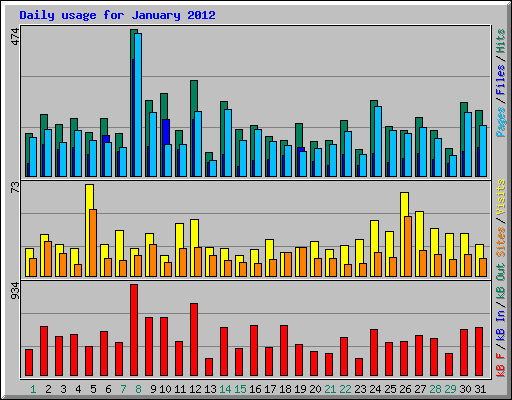 Daily usage for January 2012
474
Pages / Files / Hits
73
Sites / Visits
934
kB F / kB In / kB Out
1 2 3 4 5 6 7 8 9 10 11 12 13 14 15 16 17 18 19 20 21 22 23 24 25 26 27 28 29 30 31